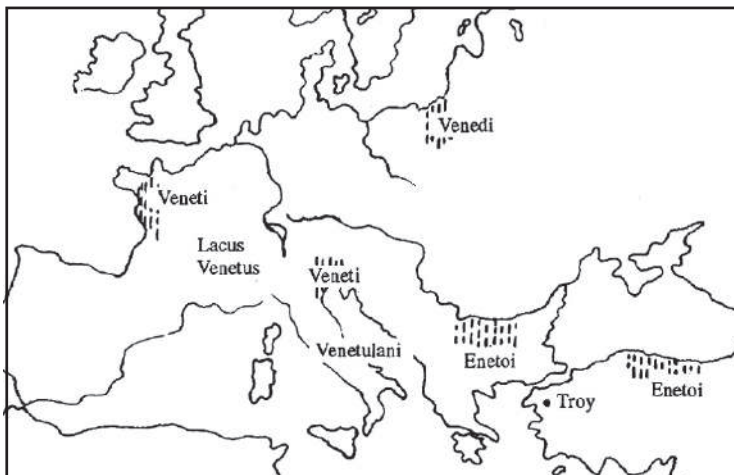 Venedi
Veneti
Lacus
Venetus
Veneti
Venetulani
Enetoi
Enetoi
Troy